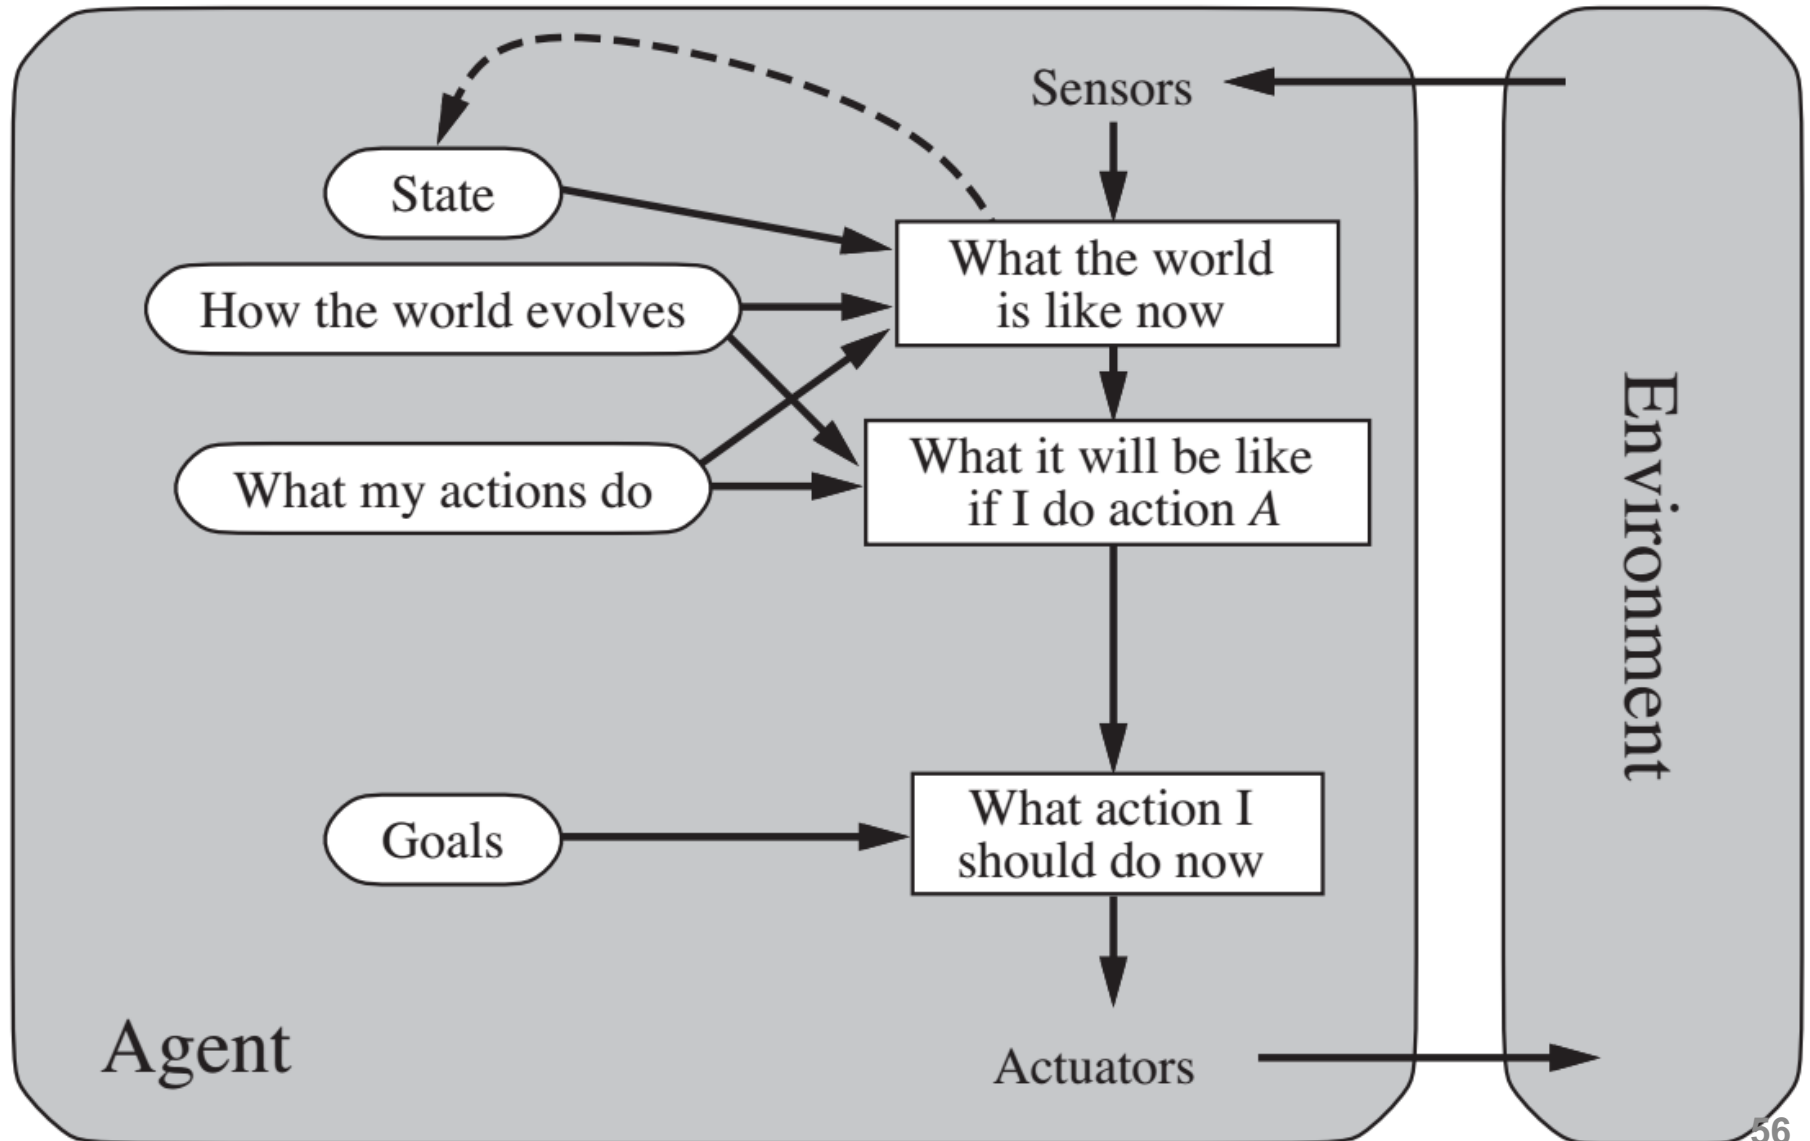 Sensors
State
What the world
is like now
How the world evolves
What my actions do
What it will be like
if I do action A
Goals
What action I
should do now
Agent
Actuators
Environment
56